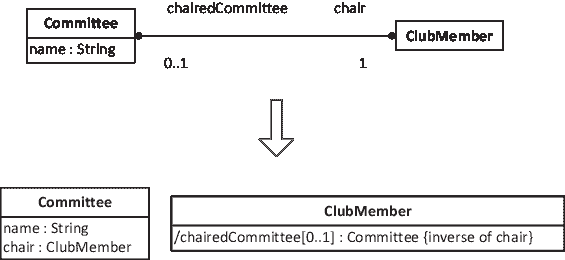 chairedCommittee chair
Committee
name : String
ClubMember
0..1 1
Committee
name : String
chair : ClubMember
ClubMember
/chairedCommittee[0..1] : Committee {inverse of chair}